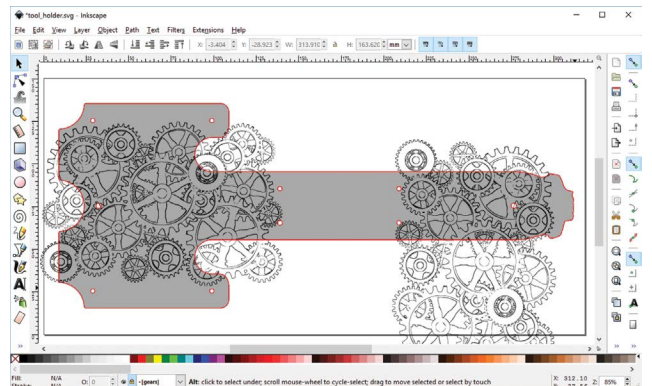 *tool_holder.svg - Inkscape
File Edit View Layer Object Path Text Filters Extensions Help
X: -3.404 Y: -28.923 W: 313.910 H: 163.620 mm
Fill: N/A
N/A O: 0 -[gears] Alt: click to select under; scroll mouse-wheel to cycle-select; drag to move selected or select by touch X: 312.10 Z: 85%